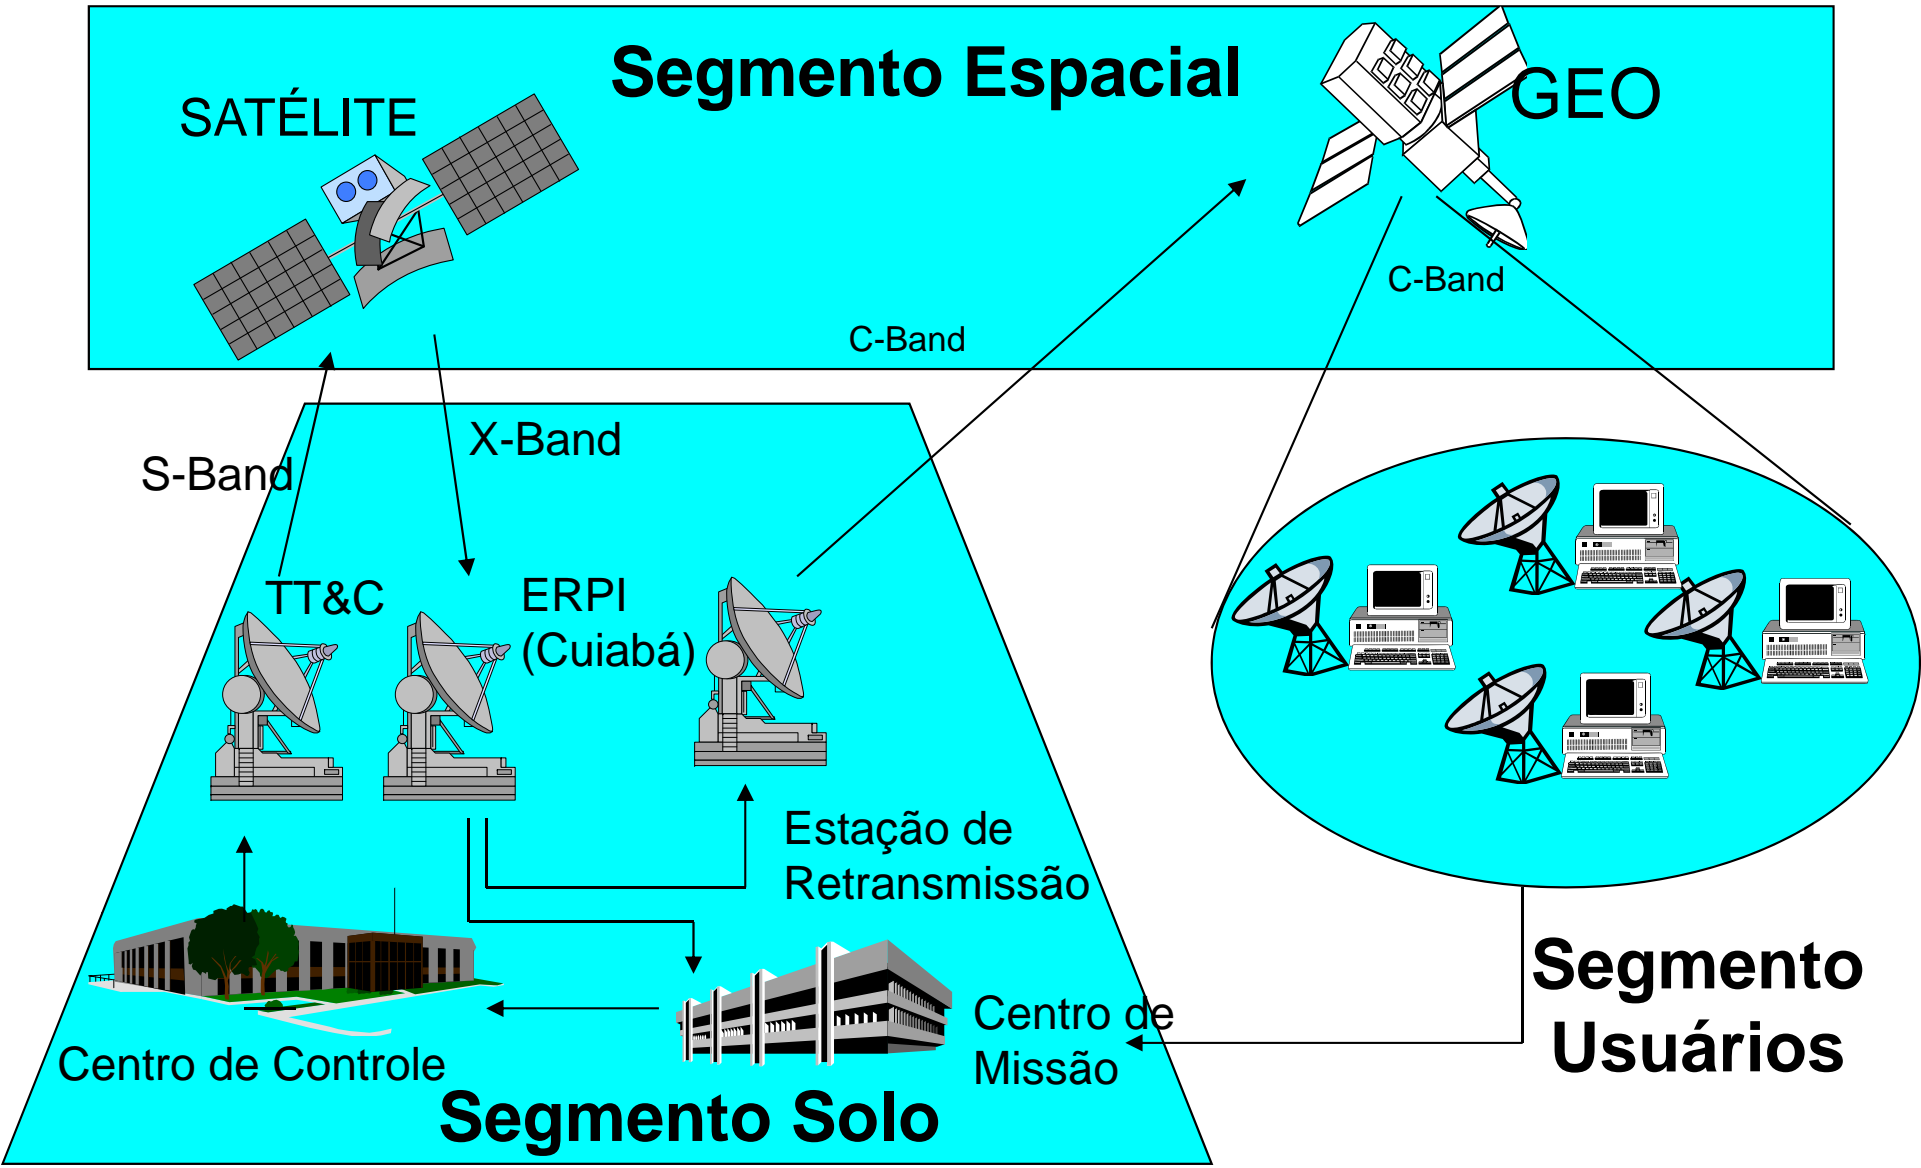 Segmento Espacial
GEO
SATÉLITE
C-Band
C-Band
X-Band
S-Band
TT&C
ERPI
(Cuiabá)
Estação de
Retransmissão
Centro de
Missão
Centro de Controle
Segmento Solo
Segmento
Usuários